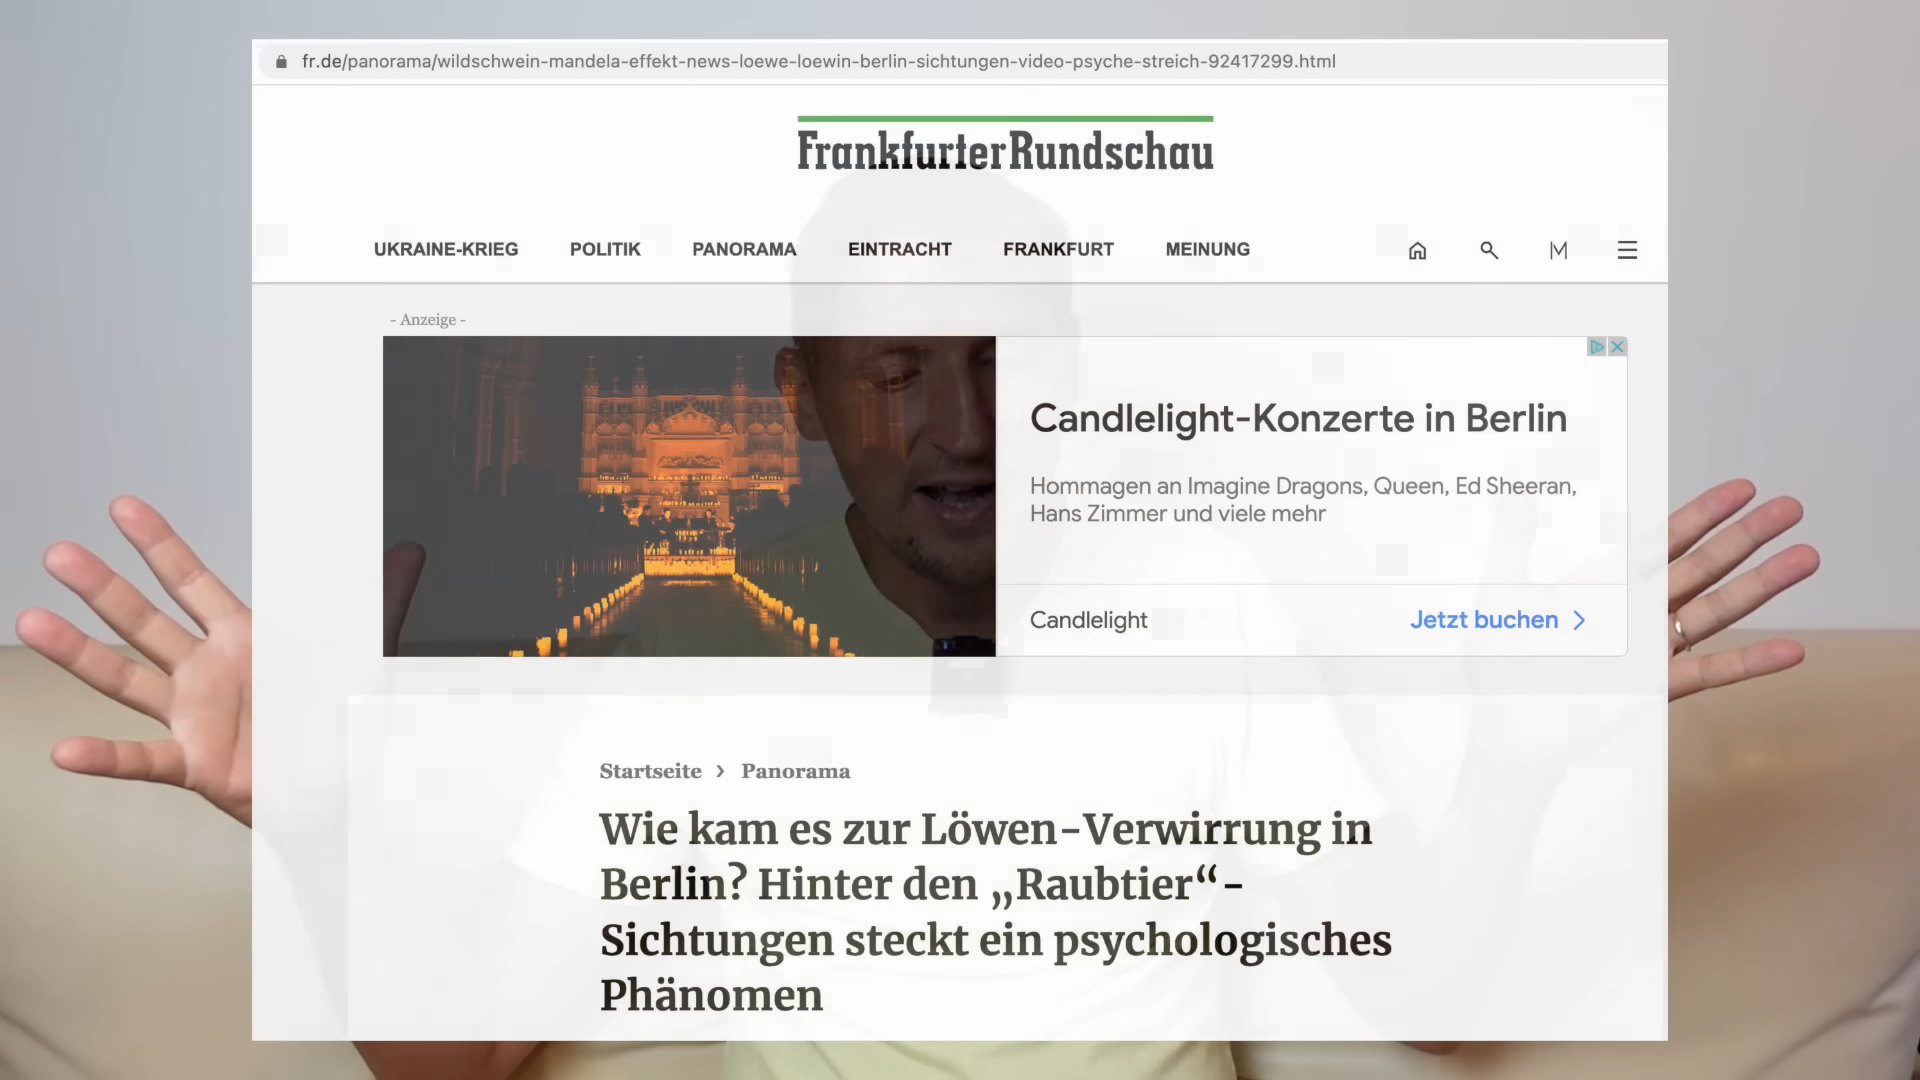 fr.de/panorama/wildschwein-mandela-effekt-news-loewe-loewin-berlin-sichtungen-video-psyche-streich-92417299.html
FrankfurterRundschau
UKRAINE-KRIEG POLITIK PANORAMA EINTRACHT FRANKFURT MEINUNG
- Anzeige -
Candlelight-Konzerte in Berlin
Hommagen an Imagine Dragons, Queen, Ed Sheeran,
Hans Zimmer und viele mehr
Candlelight Jetzt buchen
Startseite › Panorama
Wie kam es zur Löwen-Verwirrung in
Berlin? Hinter den „Raubtier“-
Sichtungen steckt ein psychologisches
Phänomen